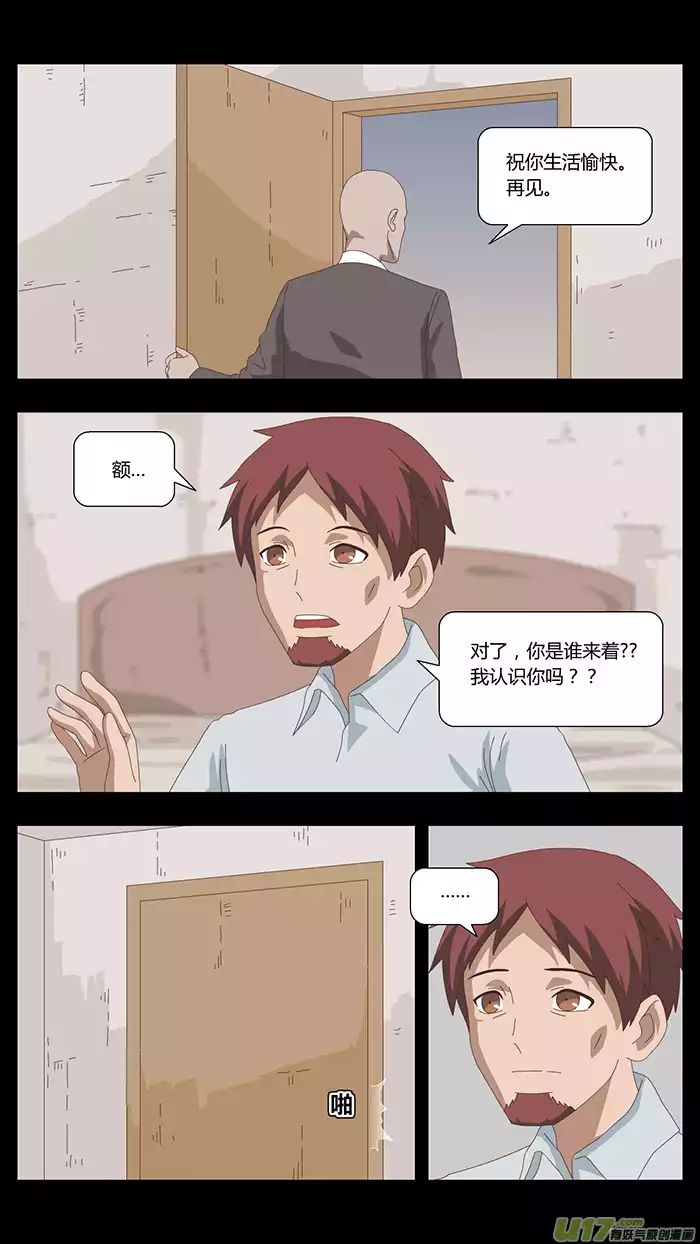 祝你生活愉快。
再见。
额...
对了，你是谁来着??
我认识你吗？？
啪
......
U17.com
有妖气原创漫画